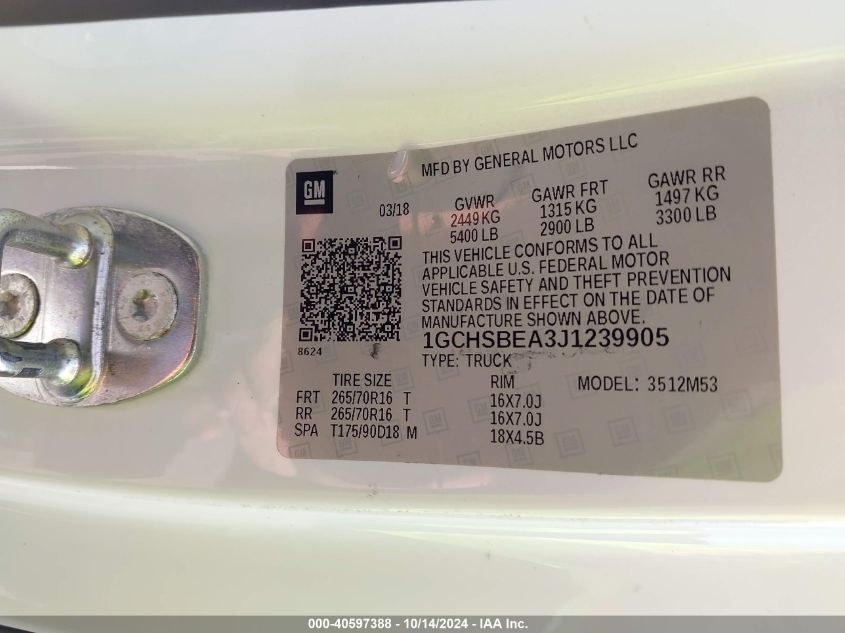 MFD BY GENERAL MOTORS LLC
GM
03/18
GVWR GAWR FRT GAWR RR
2449 KG 1315 KG 1497 KG
5400 LB 2900 LB 3300 LB
THIS VEHICLE CONFORMS TO ALL
APPLICABLE U.S. FEDERAL MOTOR
VEHICLE SAFETY AND THEFT PREVENTION
STANDARDS IN EFFECT ON THE DATE OF
MANUFACTURE SHOWN ABOVE.
1GCHSBEA3J1239905
8624
TYPE: TRUCK
TIRE SIZE RIM MODEL: 3512M53
FRT 265/70R16 T 16X7.0J
RR 265/70R16 T 16X7.0J
SPA T175/90D18 M 18X4.5B
000-40597388 - 10/14/2024 - IAA Inc.